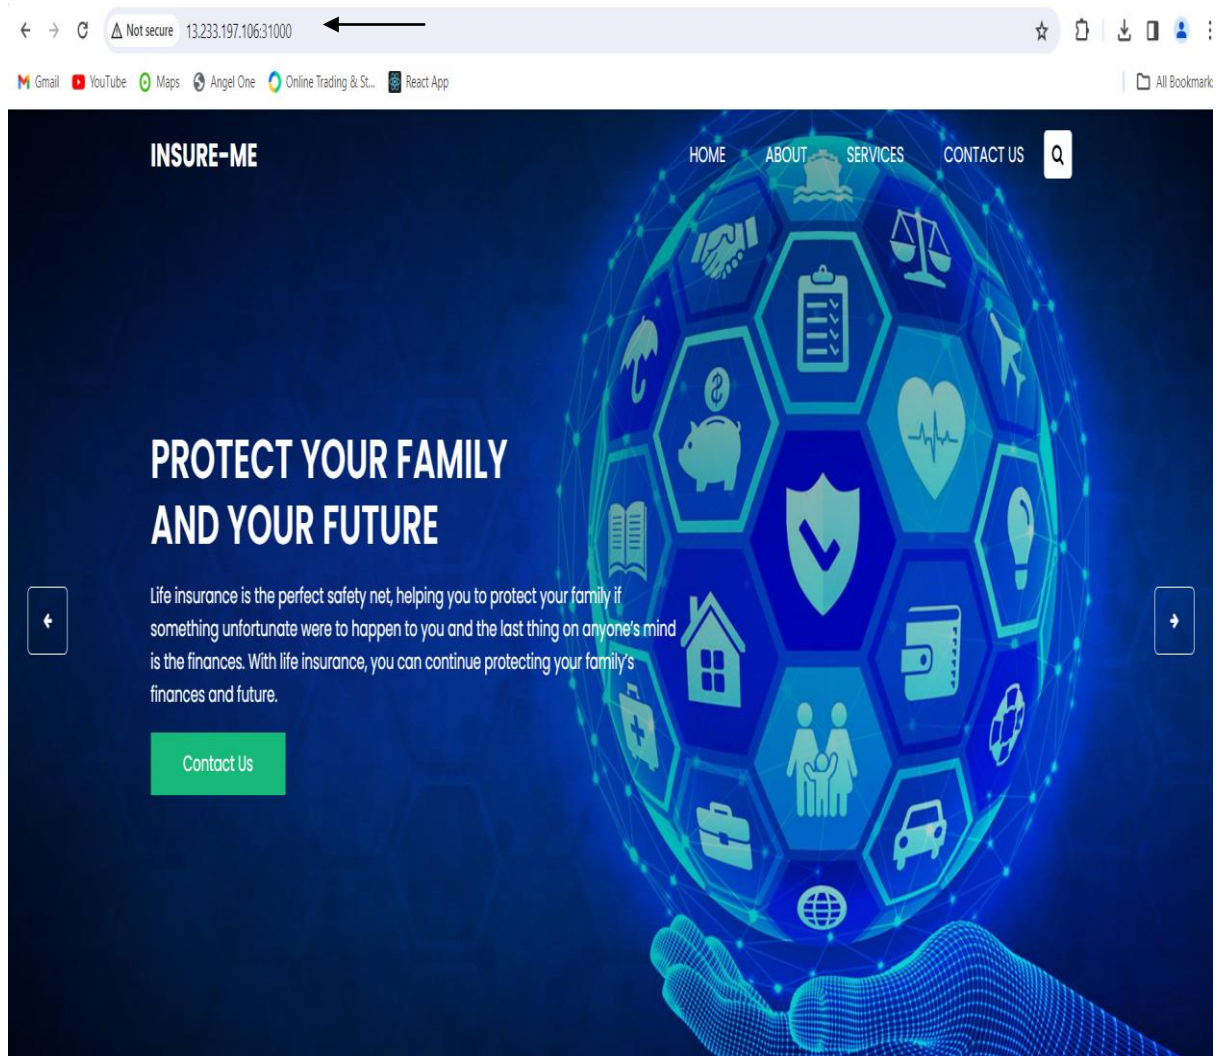 Not secure 13.233.197.106:31000
Gmail YouTube Maps Angel One Online Trading & St... React App All Bookmarks
INSURE-ME HOME ABOUT SERVICES CONTACT US
PROTECT YOUR FAMILY
AND YOUR FUTURE
Life insurance is the perfect safety net, helping you to protect your family if
something unfortunate were to happen to you and the last thing on anyone's mind
is the finances. With life insurance, you can continue protecting your family's
finances and future.
Contact Us